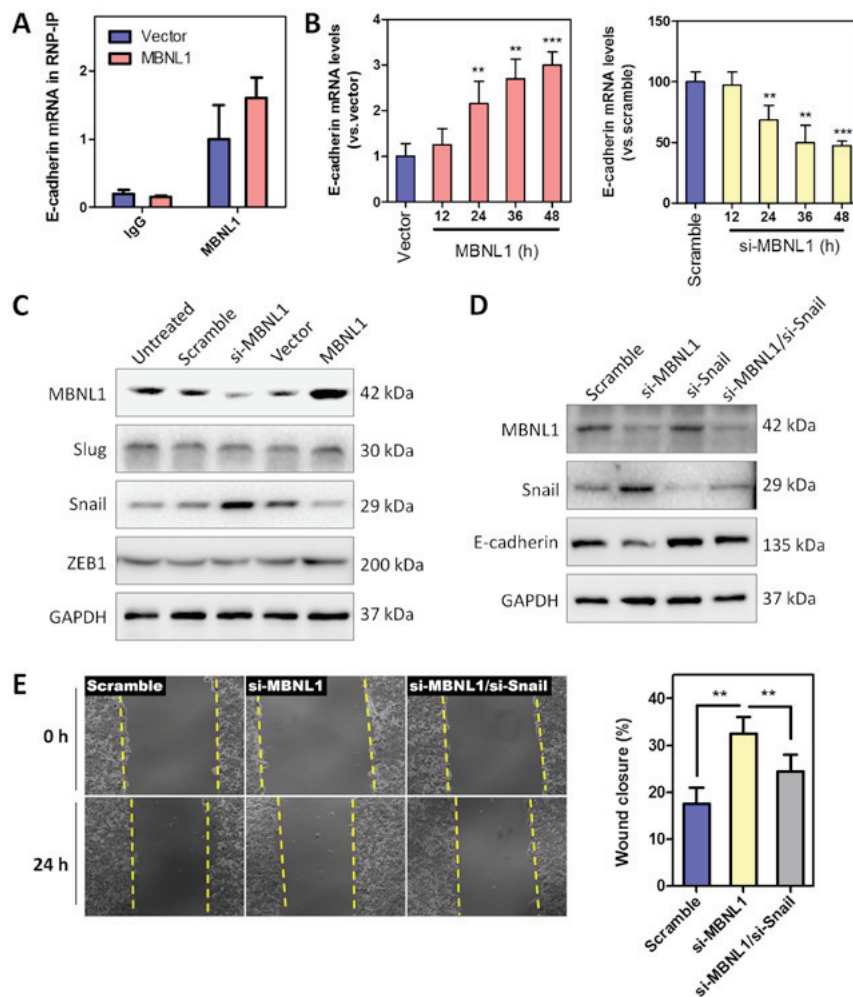 A
Vector
MBNL1
E-cadherin mRNA in RNP-IP
2
1
0
IgG
MBNL1
B
E-cadherin mRNA levels
(vs. vector)
4
3
2
1
0
**
**
***
Vector
12
24
36
48
MBNL1 (h)
E-cadherin mRNA levels
(vs. scramble)
150
100
50
0
**
**
***
Scramble
12
24
36
48
si-MBNL1 (h)
C
Untreated
Scramble
si-MBNL1
Vector
MBNL1
MBNL1
42 kDa
Slug
30 kDa
Snail
29 kDa
ZEB1
200 kDa
GAPDH
37 kDa
D
Scramble
si-MBNL1
si-Snail
si-MBNL1/si-Snail
MBNL1
42 kDa
Snail
29 kDa
E-cadherin
135 kDa
GAPDH
37 kDa
E
Scramble
si-MBNL1
si-MBNL1/si-Snail
0 h
24 h
Wound closure (%)
40
30
20
10
0
**
**
Scramble
si-MBNL1
si-MBNL1/si-Snail